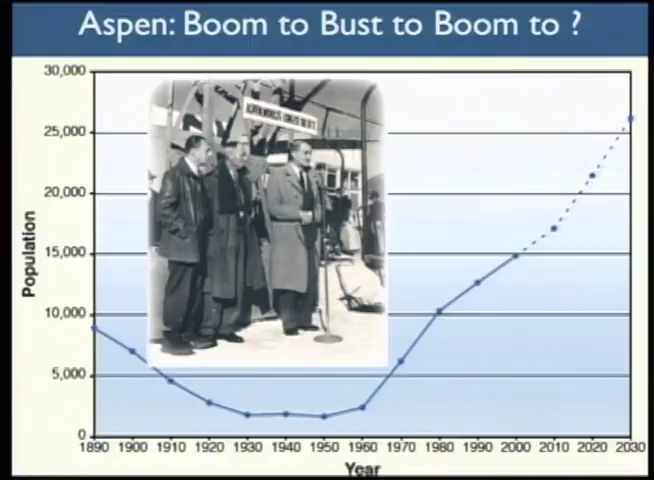 Aspen: Boom to Bust to Boom to ?
30,000
25,000
20,000
15,000
10,000
5,000
0
Population
1890 1900 1910 1920 1930 1940 1950 1960 1970 1980 1990 2000 2010 2020 2030
Year